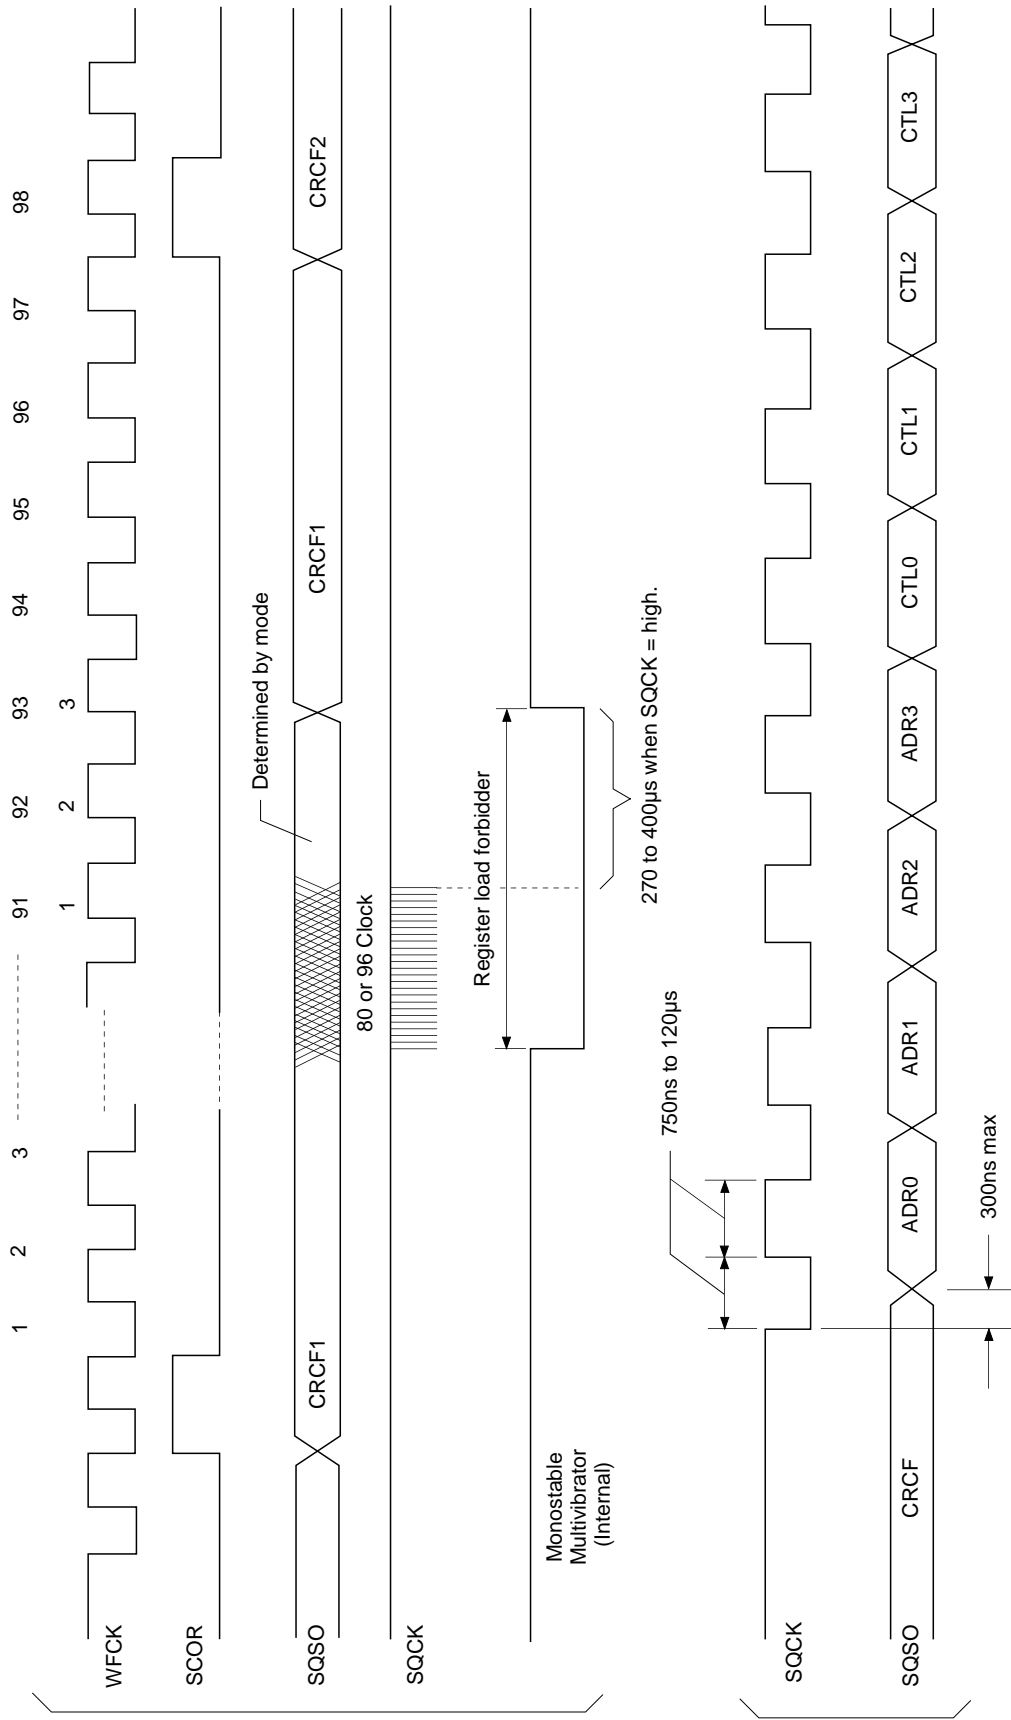 1
2
3
91
92
93
94
95
96
97
98
1
2
3
WFCK
SCOR
Determined by mode
SQSO
CRCF1
CRCF1
CRCF2
80 or 96 Clock
SQCK
Register load forbidder
Monostable
Multivibrator
(Internal)
270 to 400μs when SQCK = high.
750ns to 120μs
SQCK
SQSO
CRCF
ADR0
ADR1
ADR2
ADR3
CTL0
CTL1
CTL2
CTL3
300ns max